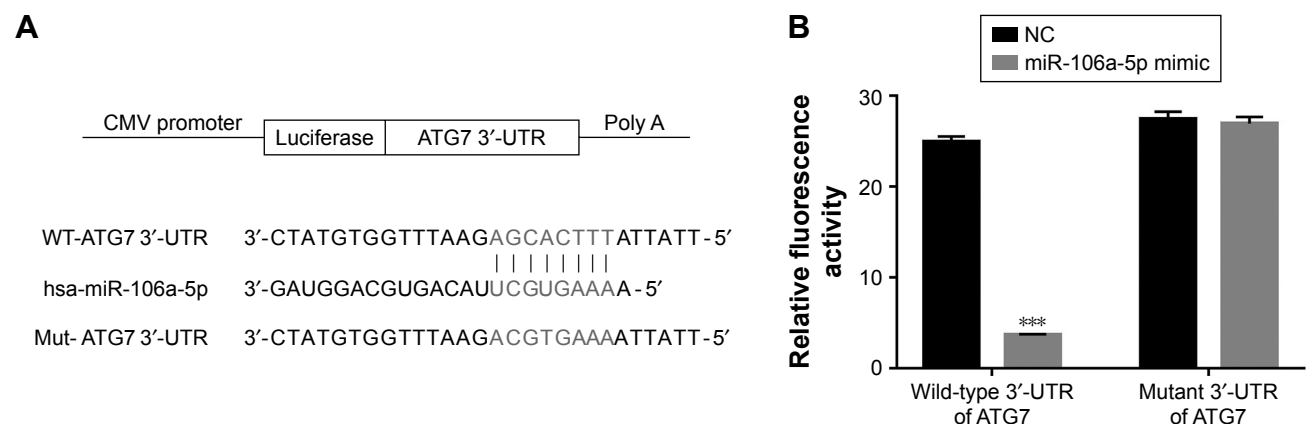 A
CMV promoter
Luciferase
ATG7 3′-UTR
Poly A
WT-ATG7 3′-UTR 3′-CTATGTGGTTTAAGAGCACTTTATTATT-5′
hsa-miR-106a-5p 3′-GAUGGACGUGACAUUCGUGAAAA-5′
Mut- ATG7 3′-UTR 3′-CTATGTGGTTTAAGACGTGAAAATTATT-5′
B
NC
miR-106a-5p mimic
Relative fluorescence
activity
30
20
10
0
***
Wild-type 3′-UTR
of ATG7
Mutant 3′-UTR
of ATG7